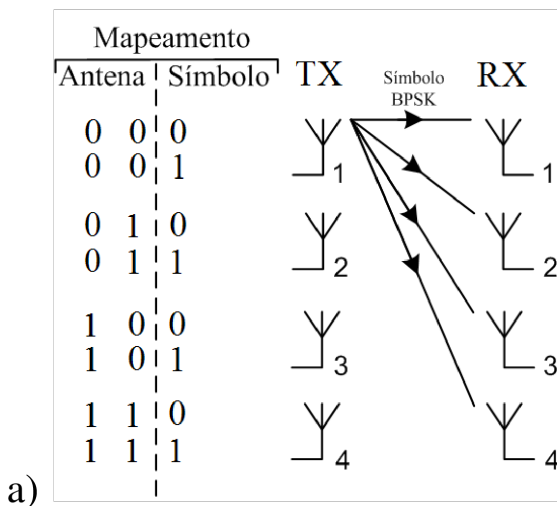 Mapeamento
Antena Símbolo TX Símbolo BPSK RX
0 0 0
0 0 1
1 1
0 1 0
0 1 1
2 2
1 0 0
1 0 1
3 3
1 1 0
1 1 1
4 4
a)